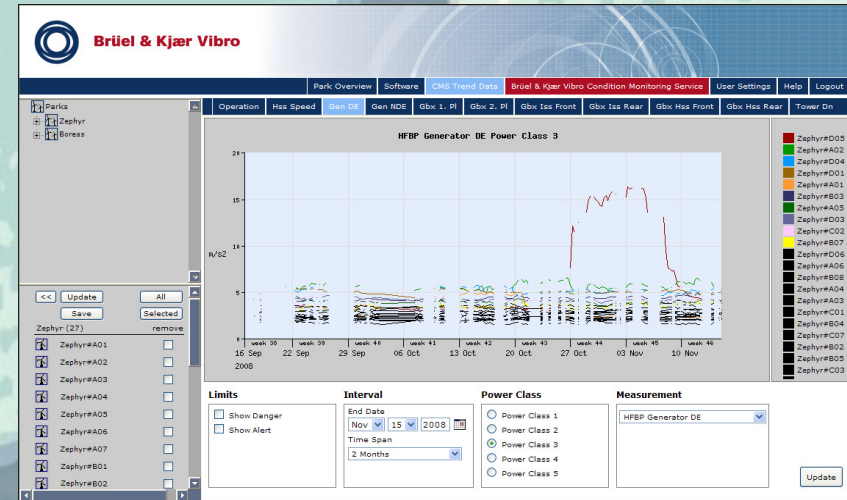 Brüel & Kjær Vibro
Park Overview Software CMS Trend Data Brüel & Kjær Vibro Condition Monitoring Service User Settings Help Logout
Parks
Zephyr
Boreas
Operation Hss Speed Gen DE Gen NDE Gbx 1. Pl Gbx 2. Pl Gbx Iss Front Gbx Iss Rear Gbx Hss Front Gbx Hss Rear Tower Dn
HFBP Generator DE Power Class 3
20
15
10
5
0
m/s2
week 38 week 39 week 40 week 41 week 42 week 43 week 44 week 45 week 46
16 Sep 22 Sep 29 Sep 06 Oct 13 Oct 20 Oct 27 Oct 03 Nov 10 Nov
2008
Zephyr#D05
Zephyr#A02
Zephyr#D04
Zephyr#D01
Zephyr#A01
Zephyr#B03
Zephyr#A05
Zephyr#D03
Zephyr#C02
Zephyr#B07
Zephyr#D06
Zephyr#A06
Zephyr#B08
Zephyr#A04
Zephyr#A03
Zephyr#C01
Zephyr#B04
Zephyr#C07
Zephyr#B02
Zephyr#B05
Zephyr#C03
<< Update All
Save Selected
Zephyr (27) remove
Zephyr#A01
Zephyr#A02
Zephyr#A03
Zephyr#A04
Zephyr#A05
Zephyr#A06
Zephyr#A07
Zephyr#B01
Zephyr#B02
Limits
Show Danger
Show Alert
Interval
End Date
Nov 15 2008
Time Span
2 Months
Power Class
Power Class 1
Power Class 2
Power Class 3
Power Class 4
Power Class 5
Measurement
HFBP Generator DE
Update